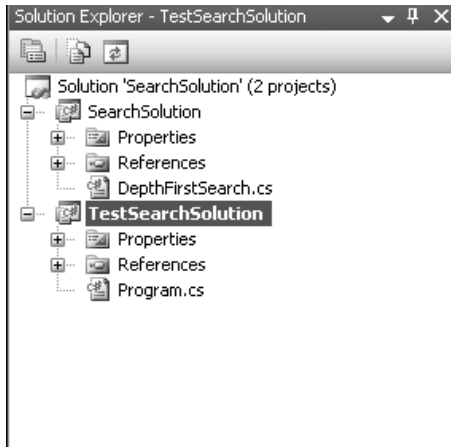 Solution Explorer - TestSearchSolution
Solution 'SearchSolution' (2 projects)
SearchSolution
Properties
References
DepthFirstSearch.cs
TestSearchSolution
Properties
References
Program.cs